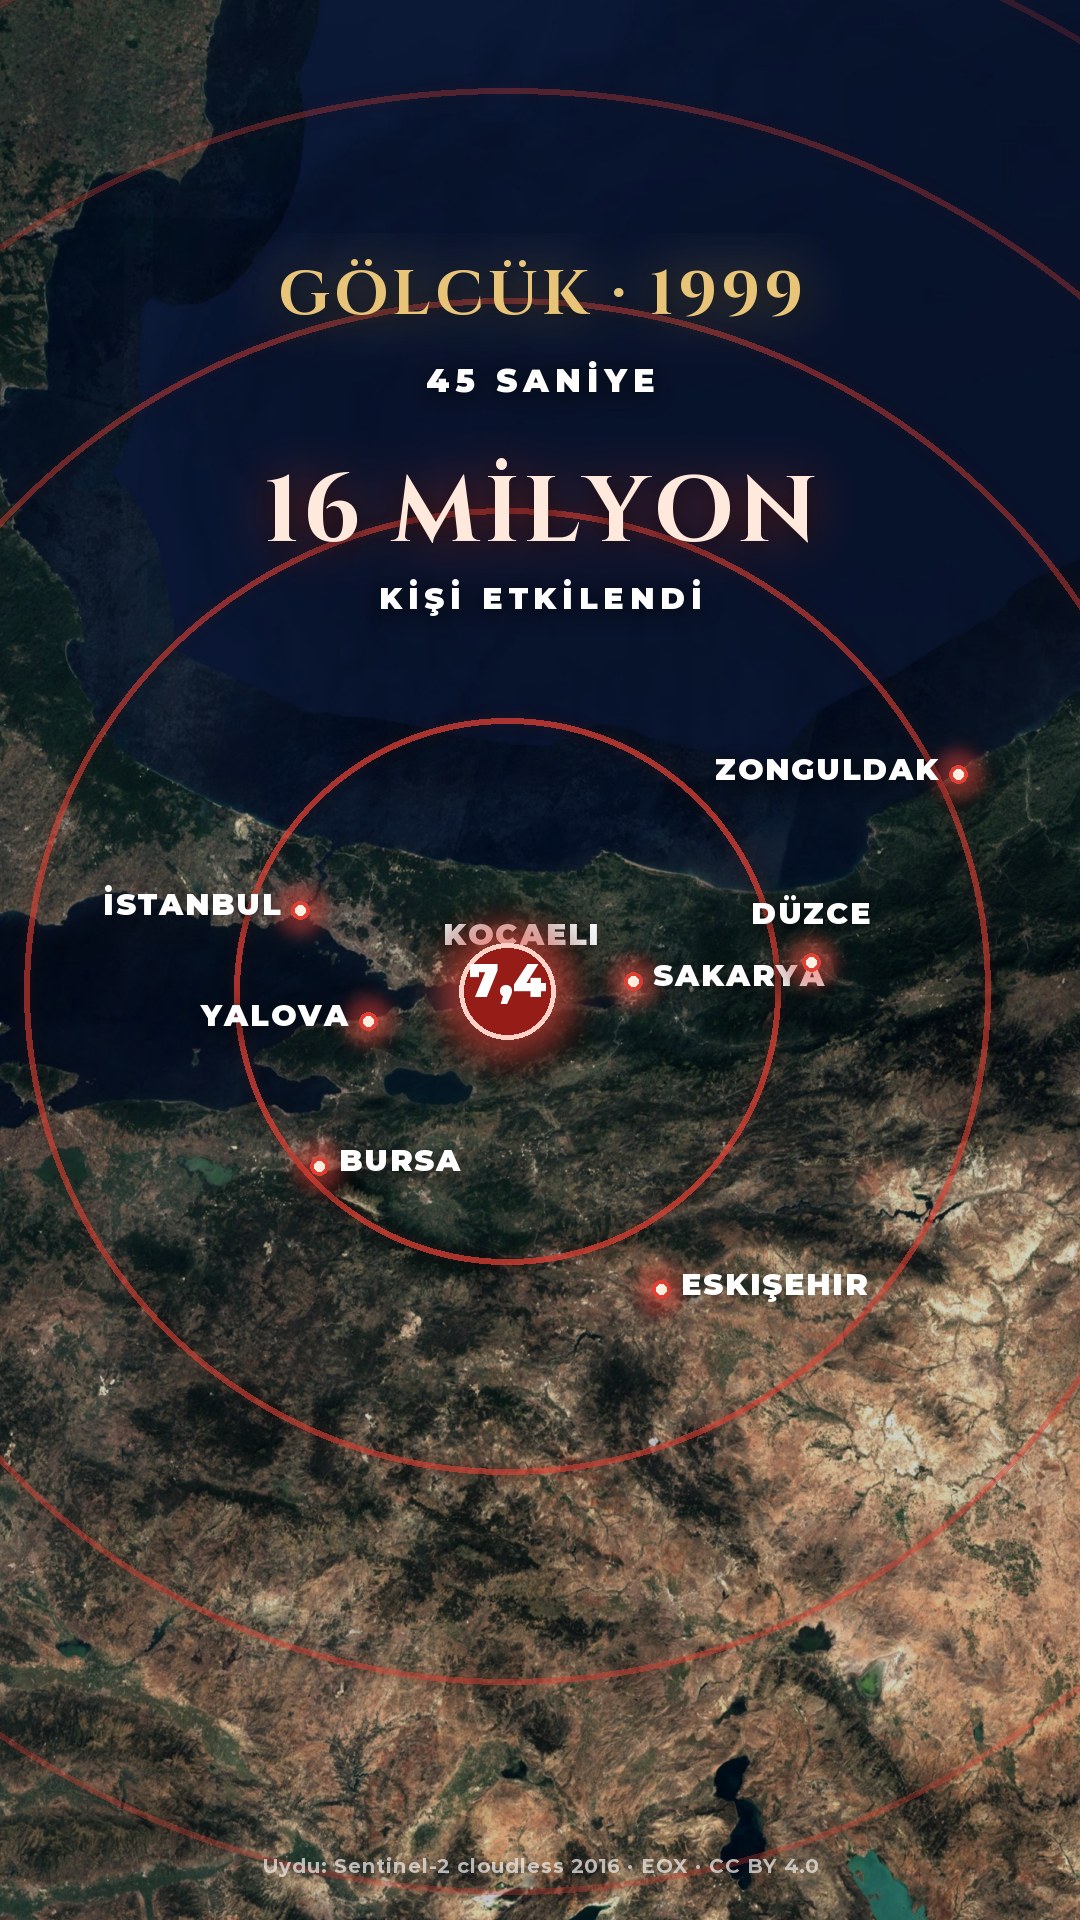 GÖLCÜK · 1999
45 SANİYE
16 MİLYON
KİŞİ ETKİLENDİ
ZONGULDAK
İSTANBUL
DÜZCE
KOCAELI
7,4
SAKARYA
YALOVA
BURSA
ESKIŞEHIR
Uydu: Sentinel-2 cloudless 2016 · EOX · CC BY 4.0